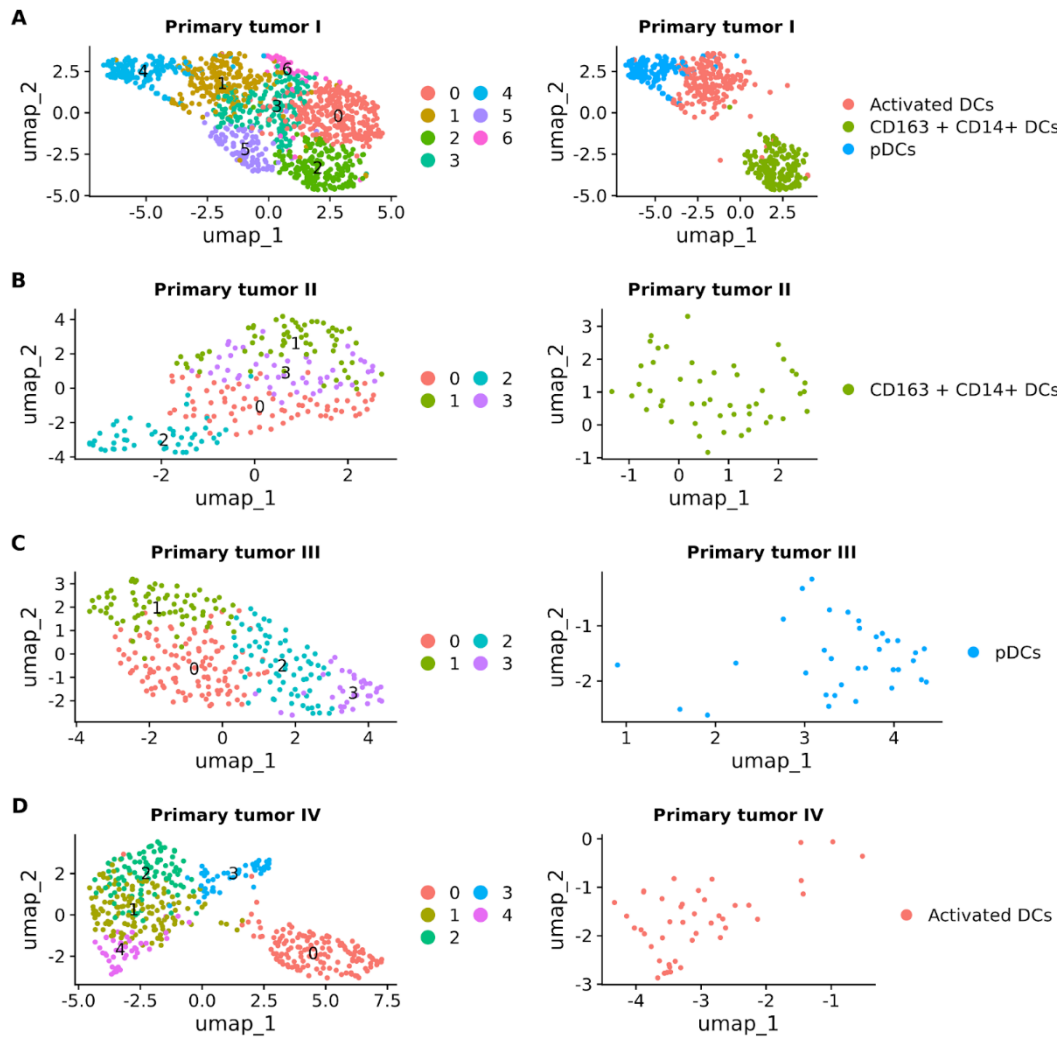 A
Primary tumor I
umap_2
2.5
0.0
-2.5
-5.0
-5.0 -2.5 0.0 2.5 5.0
umap_1
4
1
6
3
0
5
2
0 4
1 5
2 6
3
Primary tumor I
umap_2
2.5
0.0
-2.5
-5.0
-5.0 -2.5 0.0 2.5
umap_1
Activated DCs
CD163 + CD14+ DCs
pDCs
B
Primary tumor II
umap_2
4
2
0
-2
-4
-2 0 2
umap_1
1
3
0
2
0 2
1 3
Primary tumor II
umap_2
3
2
1
0
-1
-1 0 1 2
umap_1
CD163 + CD14+ DCs
C
Primary tumor III
umap_2
3
2
1
0
-1
-2
-4 -2 0 2 4
umap_1
1
0
2
3
0 2
1 3
Primary tumor III
umap_2
-1
-2
1 2 3 4
umap_1
pDCs
D
Primary tumor IV
umap_2
2
0
-2
-5.0 -2.5 0.0 2.5 5.0 7.5
umap_1
2
3
1
4
0
0 3
1 4
2
Primary tumor IV
umap_2
0
-1
-2
-3
-4 -3 -2 -1
umap_1
Activated DCs